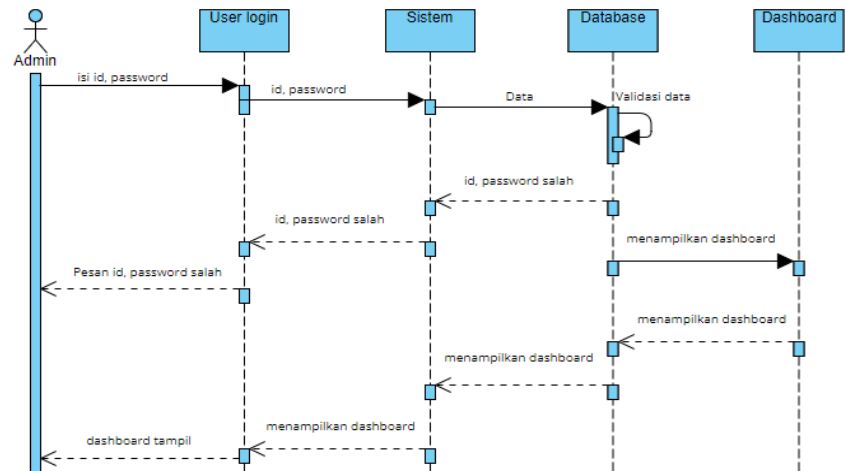 User login
Sistem
Database
Dashboard
Admin
isi id, password
id, password
Data
Validasi data
id, password salah
id, password salah
menampilkan dashboard
Pesan id, password salah
menampilkan dashboard
menampilkan dashboard
menampilkan dashboard
dashboard tampil